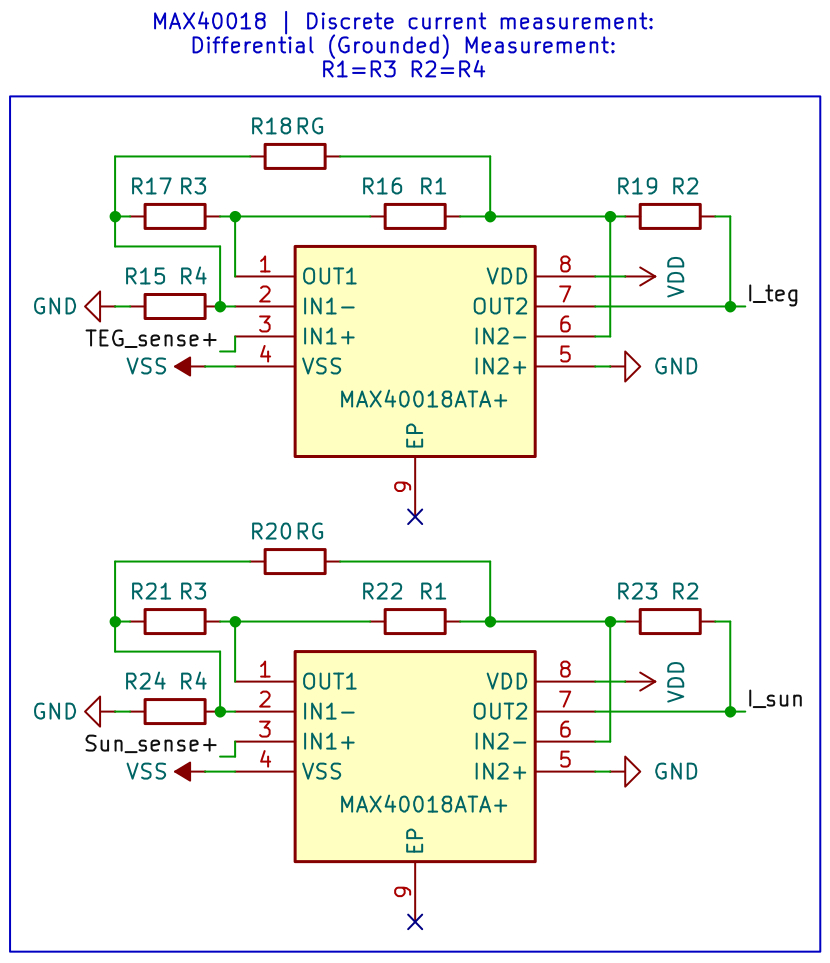 MAX40018 | Discrete current measurement:
Differential (Grounded) Measurement:
R1=R3 R2=R4
R18 RG
R17 R3
R16 R1
R19 R2
1 OUT1
VDD 8
VDD
R15 R4
GND
2 IN1-
OUT2 7
I_teg
TEG_sense+
3 IN1+
IN2- 6
VSS
4 VSS
IN2+ 5
GND
MAX40018ATA+
EP
9
R20 RG
R21 R3
R22 R1
R23 R2
1 OUT1
VDD 8
VDD
R24 R4
GND
2 IN1-
OUT2 7
I_sun
Sun_sense+
3 IN1+
IN2- 6
VSS
4 VSS
IN2+ 5
GND
MAX40018ATA+
EP
9